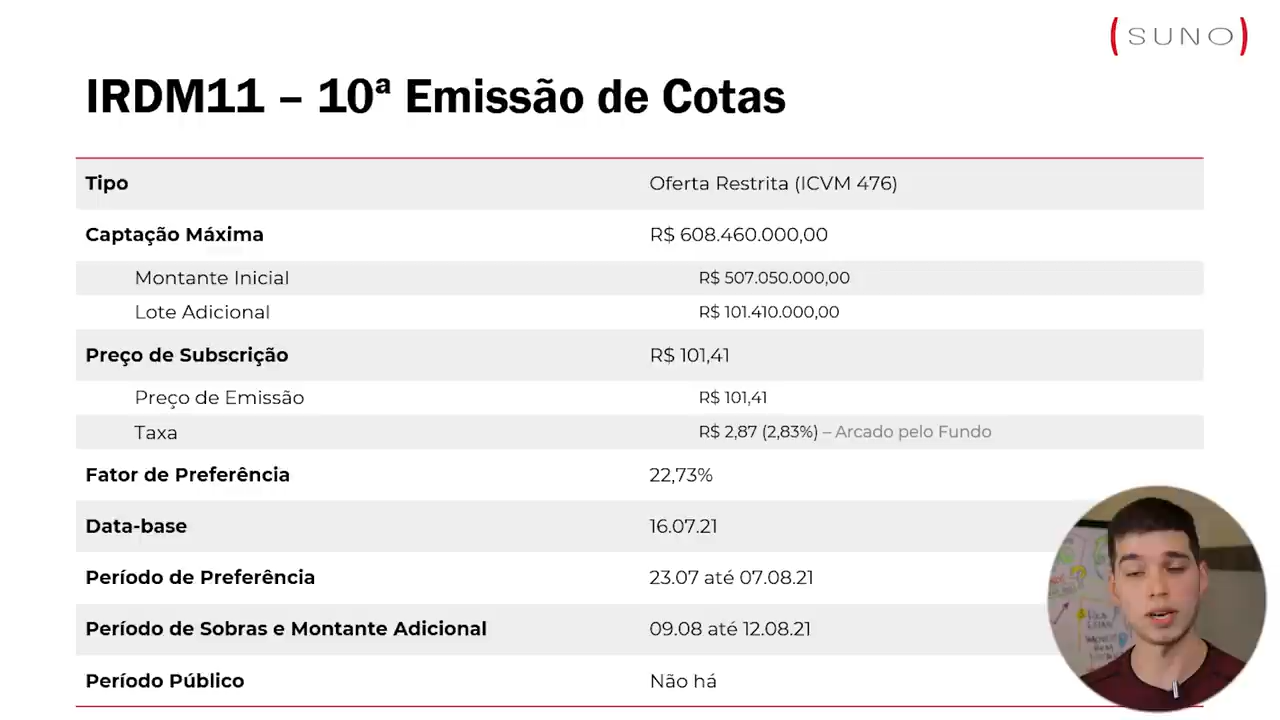 (SUNO)
IRDM11 – 10ª Emissão de Cotas
Tipo Oferta Restrita (ICVM 476)
Captação Máxima R$ 608.460.000,00
Montante Inicial R$ 507.050.000,00
Lote Adicional R$ 101.410.000,00
Preço de Subscrição R$ 101,41
Preço de Emissão R$ 101,41
Taxa R$ 2,87 (2,83%) – Arcado pelo Fundo
Fator de Preferência 22,73%
Data-base 16.07.21
Período de Preferência 23.07 até 07.08.21
Período de Sobras e Montante Adicional 09.08 até 12.08.21
Período Público Não há